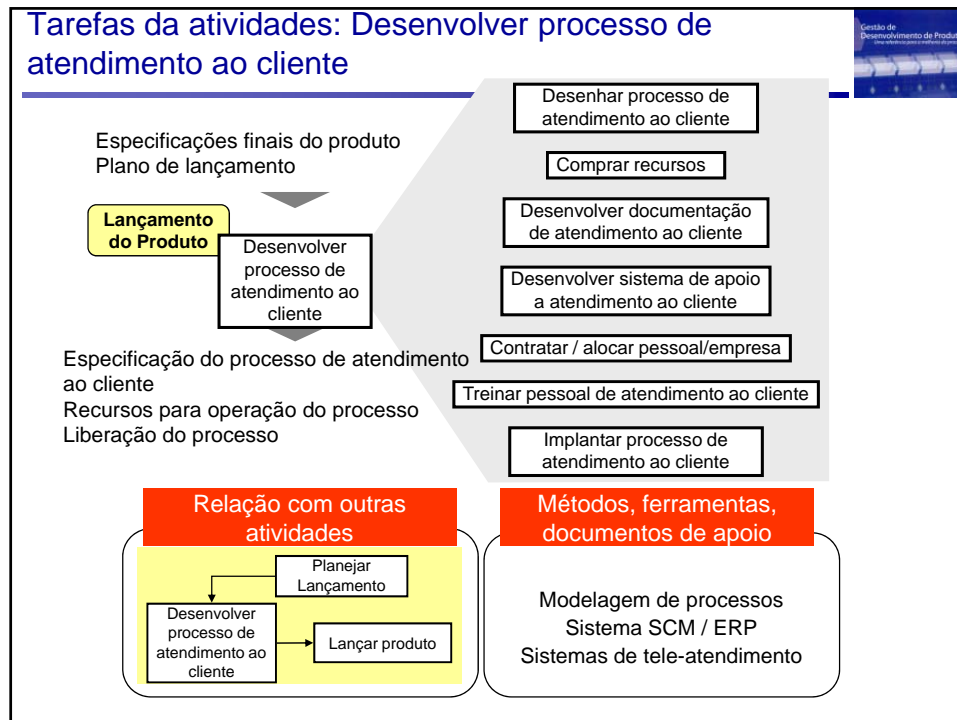 Tarefas da atividades: Desenvolver processo de
atendimento ao cliente
Gestão de
Desenvolvimento de Produt
Especificações finais do produto
Plano de lançamento
Lançamento
do Produto
Desenvolver
processo de
atendimento ao
cliente
Especificação do processo de atendimento
ao cliente
Recursos para operação do processo
Liberação do processo
Desenhar processo de
atendimento ao cliente
Comprar recursos
Desenvolver documentação
de atendimento ao cliente
Desenvolver sistema de apoio
a atendimento ao cliente
Contratar / alocar pessoal/empresa
Treinar pessoal de atendimento ao cliente
Implantar processo de
atendimento ao cliente
Relação com outras
atividades
Planejar
Lançamento
Desenvolver
processo de
atendimento ao
cliente
Lançar produto
Métodos, ferramentas,
documentos de apoio
Modelagem de processos
Sistema SCM / ERP
Sistemas de tele-atendimento